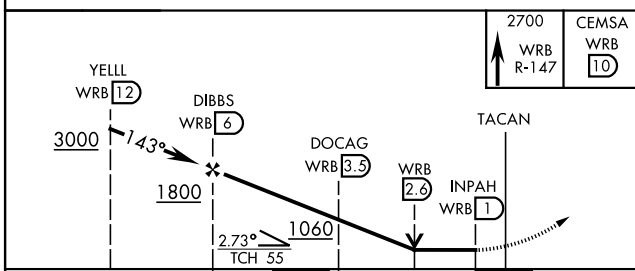 2700
WRB
R-147
CEMSA
WRB
10
YELLL
WRB 12
DIBBS
WRB 6
TACAN
DOCAG
WRB 3.5
WRB
2.6
INPAH
WRB 1
3000
143°
1800
1060
2.73°
TCH 55